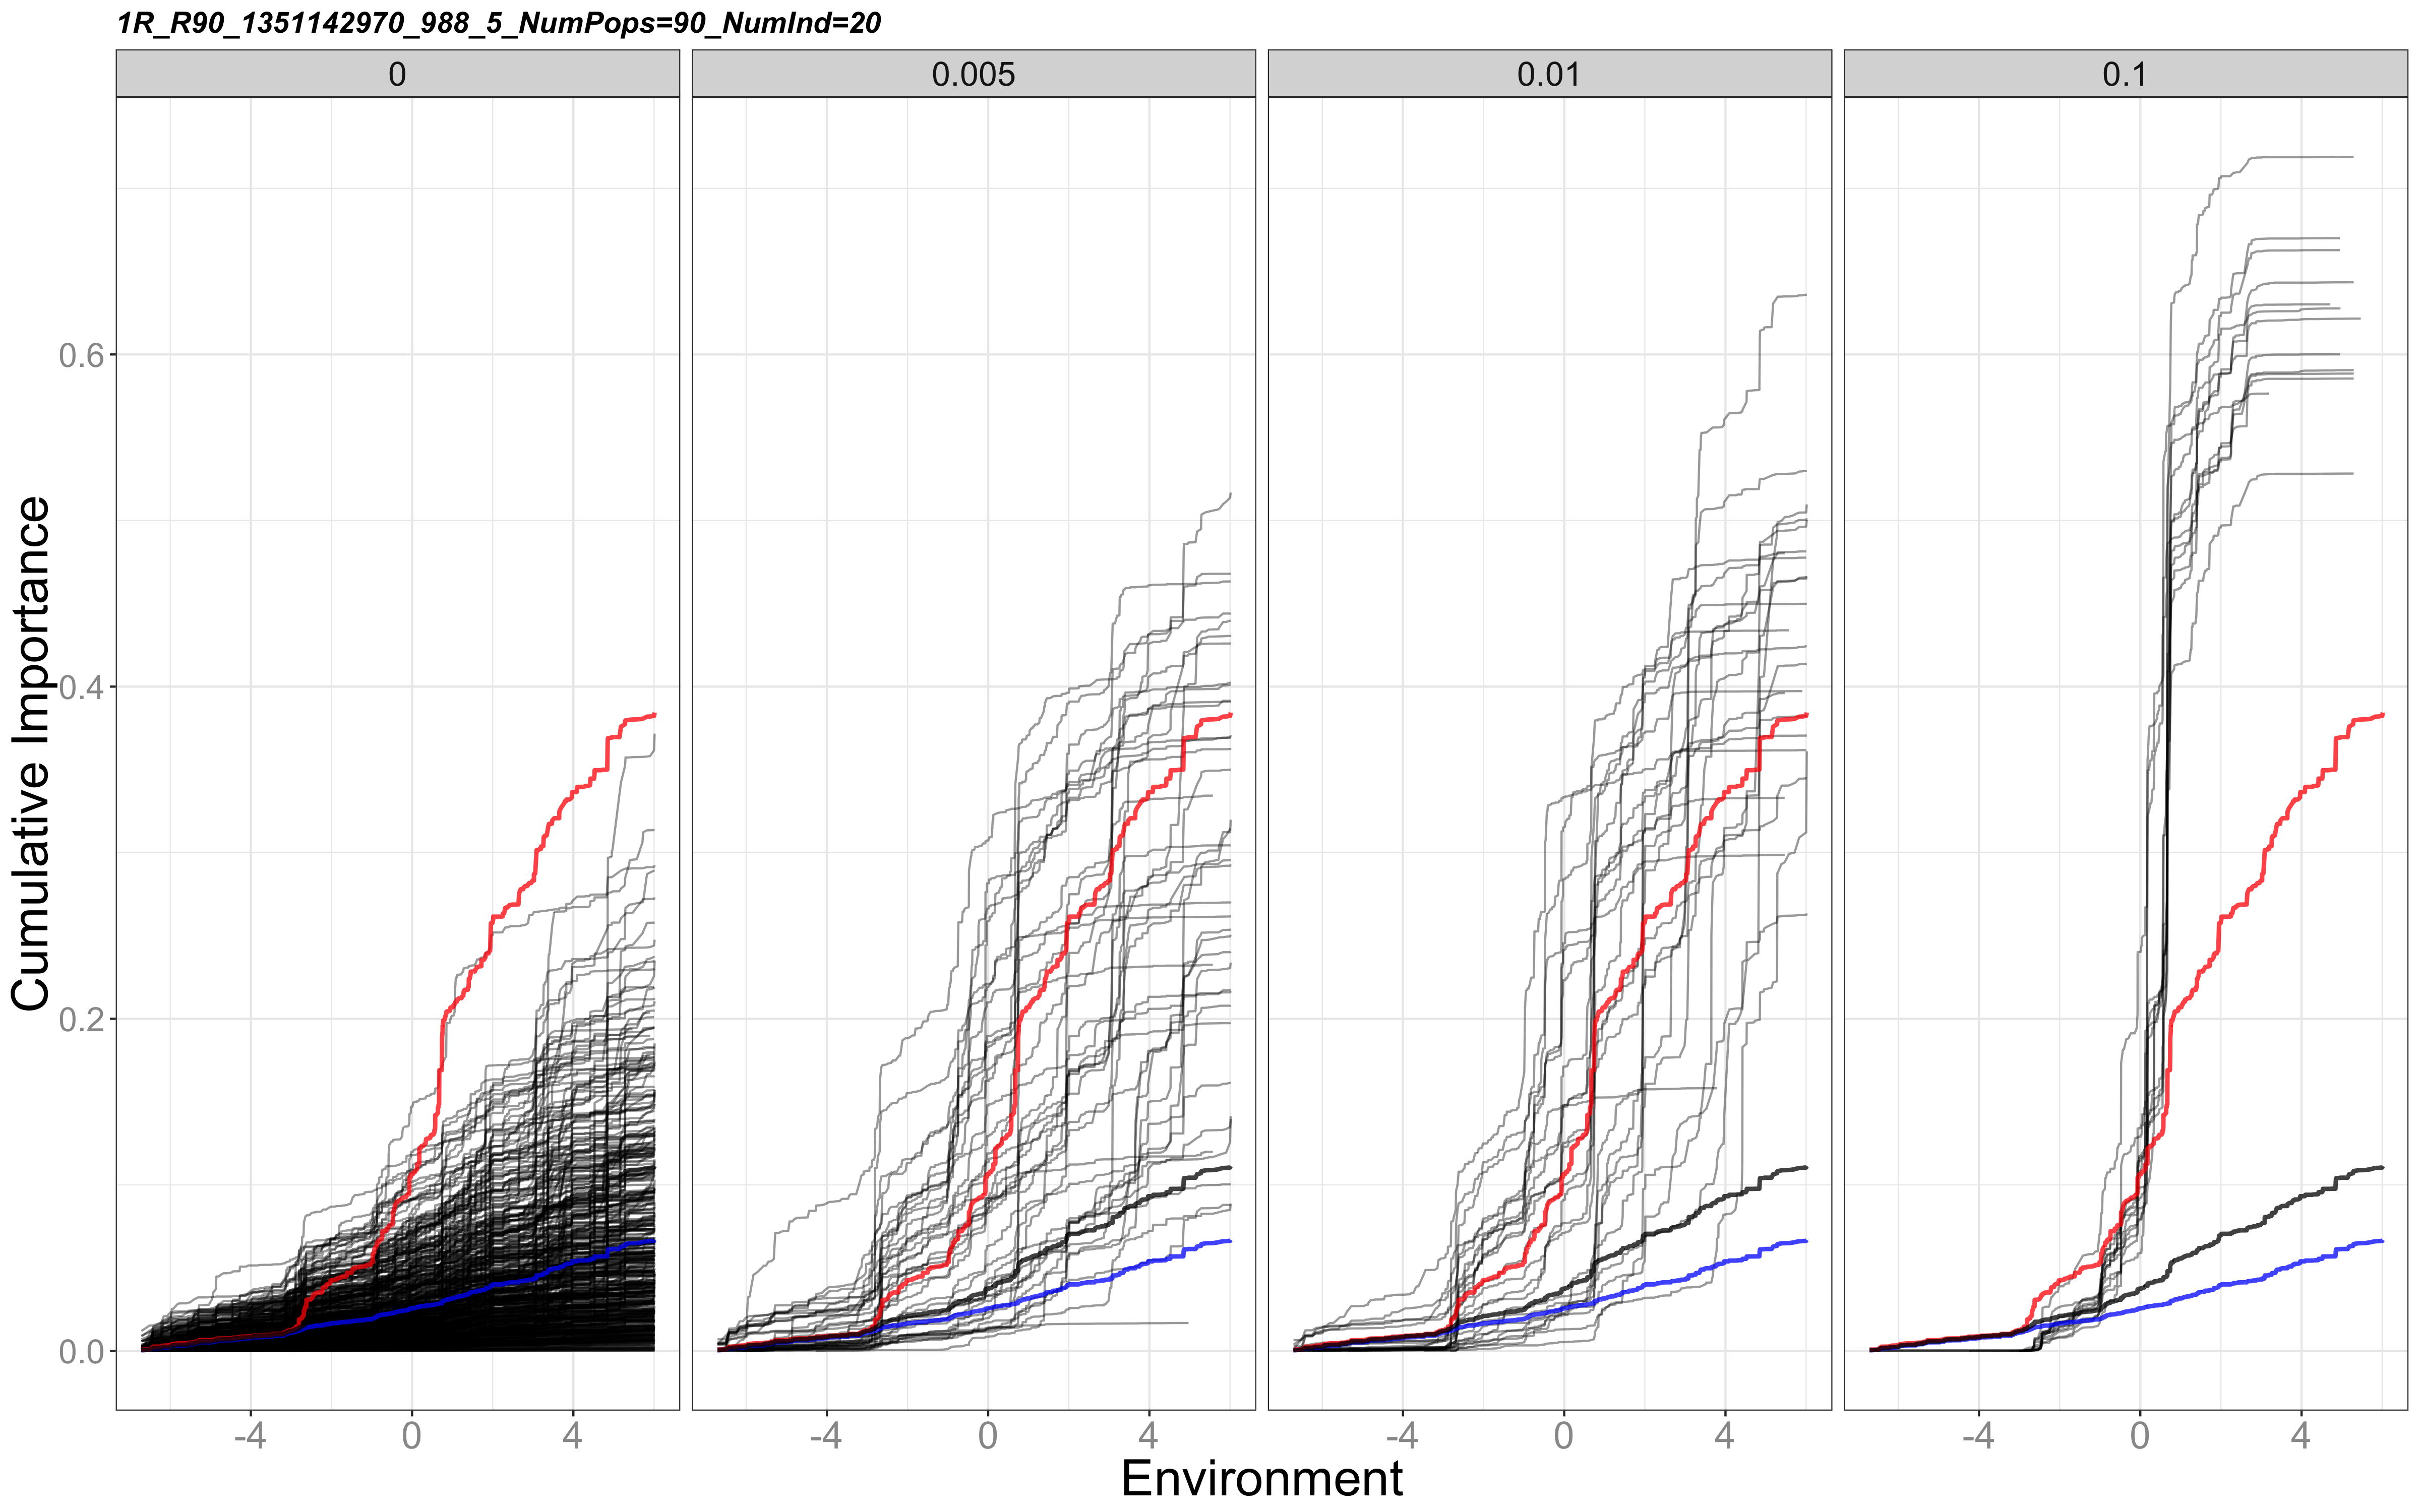 1R_R90_1351142970_988_5_NumPops=90_NumInd=20
0 0.005 0.01 0.1
Cumulative Importance
0.6
0.4
0.2
0.0
-4 0 4 -4 0 4 -4 0 4 -4 0 4
Environment